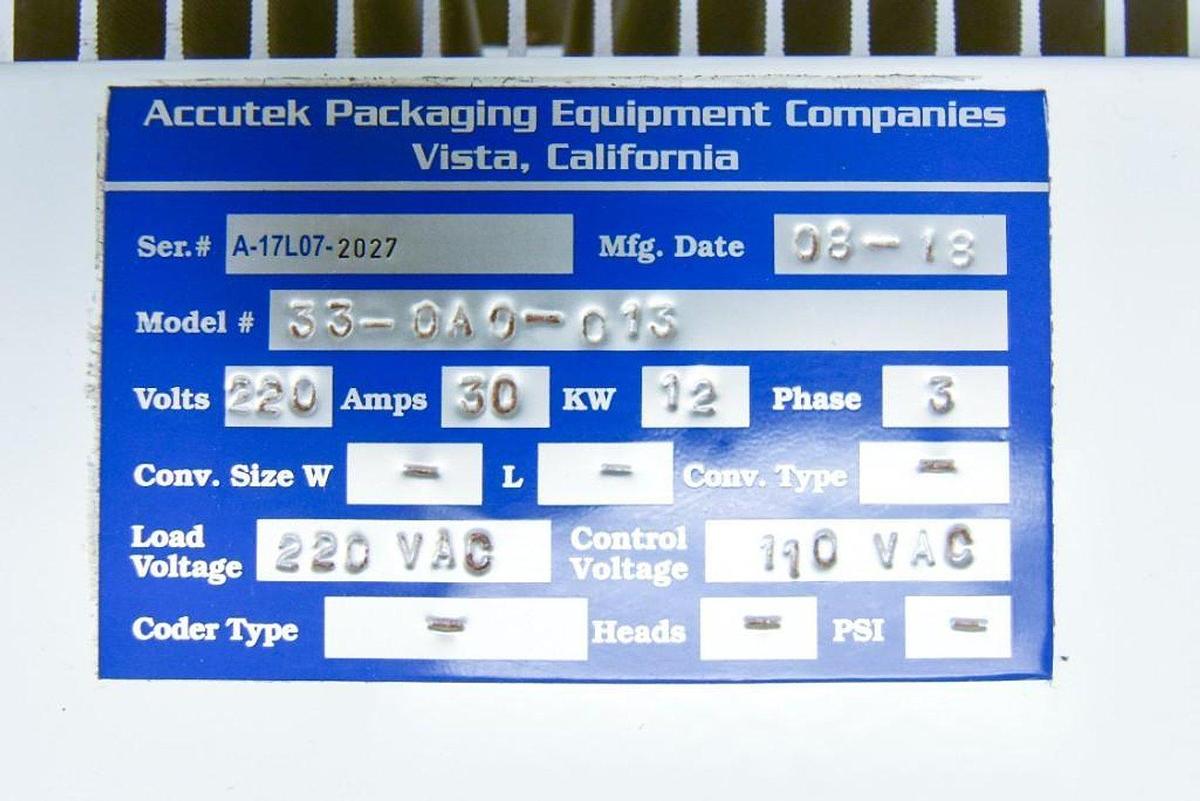 Accutek Packaging Equipment Companies
Vista, California
Ser.# A-17L07-2027 Mfg. Date 08-18
Model # 33-0A0-013
Volts 220 Amps 30 KW 12 Phase 3
Conv. Size W - L - Conv. Type -
Load Voltage 220 VAC Control Voltage 110 VAC
Coder Type - Heads - PSI -